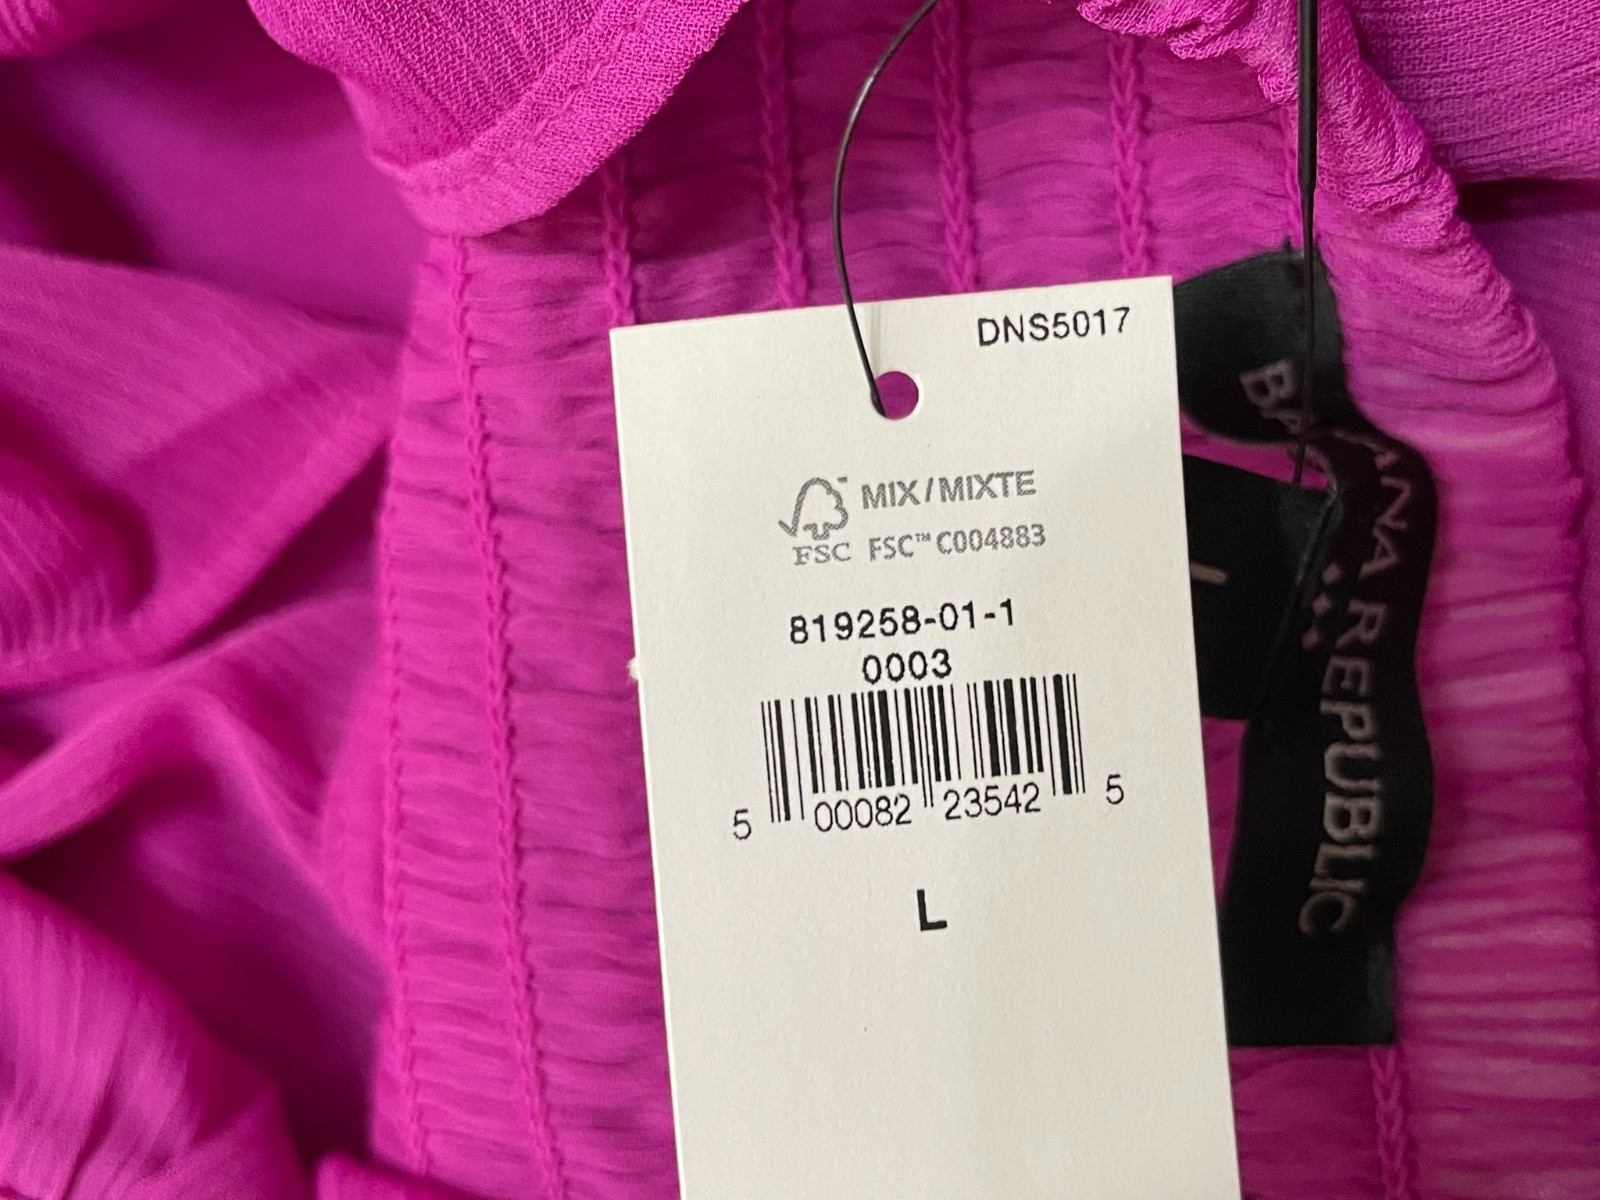 DNS5017
MIX/MIXTE
FSC FSC™ C004883
819258-01-1
0003
5 00082 23542 5
L
BANANA REPUBLIC